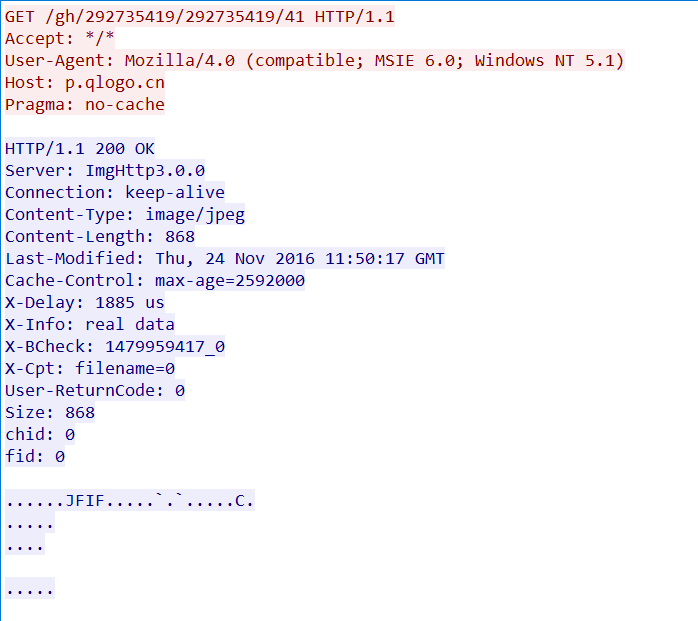 GET /gh/292735419/292735419/41 HTTP/1.1
Accept: */*
User-Agent: Mozilla/4.0 (compatible; MSIE 6.0; Windows NT 5.1)
Host: p.qlogo.cn
Pragma: no-cache
HTTP/1.1 200 OK
Server: ImgHttp3.0.0
Connection: keep-alive
Content-Type: image/jpeg
Content-Length: 868
Last-Modified: Thu, 24 Nov 2016 11:50:17 GMT
Cache-Control: max-age=2592000
X-Delay: 1885 us
X-Info: real data
X-BCheck: 1479959417_0
X-Cpt: filename=0
User-ReturnCode: 0
Size: 868
chid: 0
fid: 0
......JFIF.....`.`.....C.
.....
....
.....